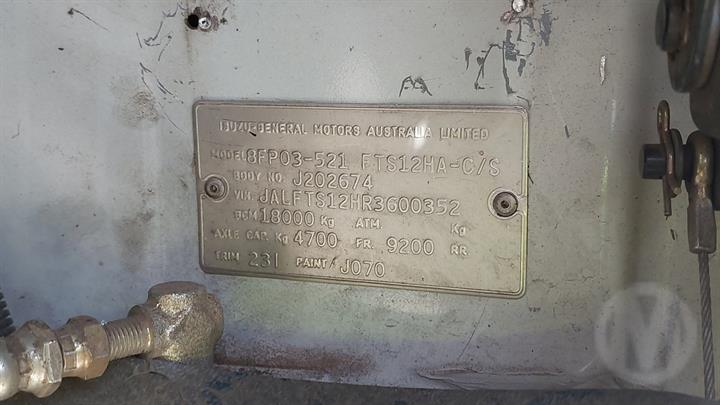 ISUZU-GENERAL MOTORS AUSTRALIA LIMITED
MODEL 8FP03-521 FTS12HA-C/S
BODY NO. J202674
VIN. JALFTS12HR3600352
GCM 18000 Kg ATM. Kg
AXLE CAP. Kg 4700 FR. 9200 RR.
TRIM 231 PAINT J070
M